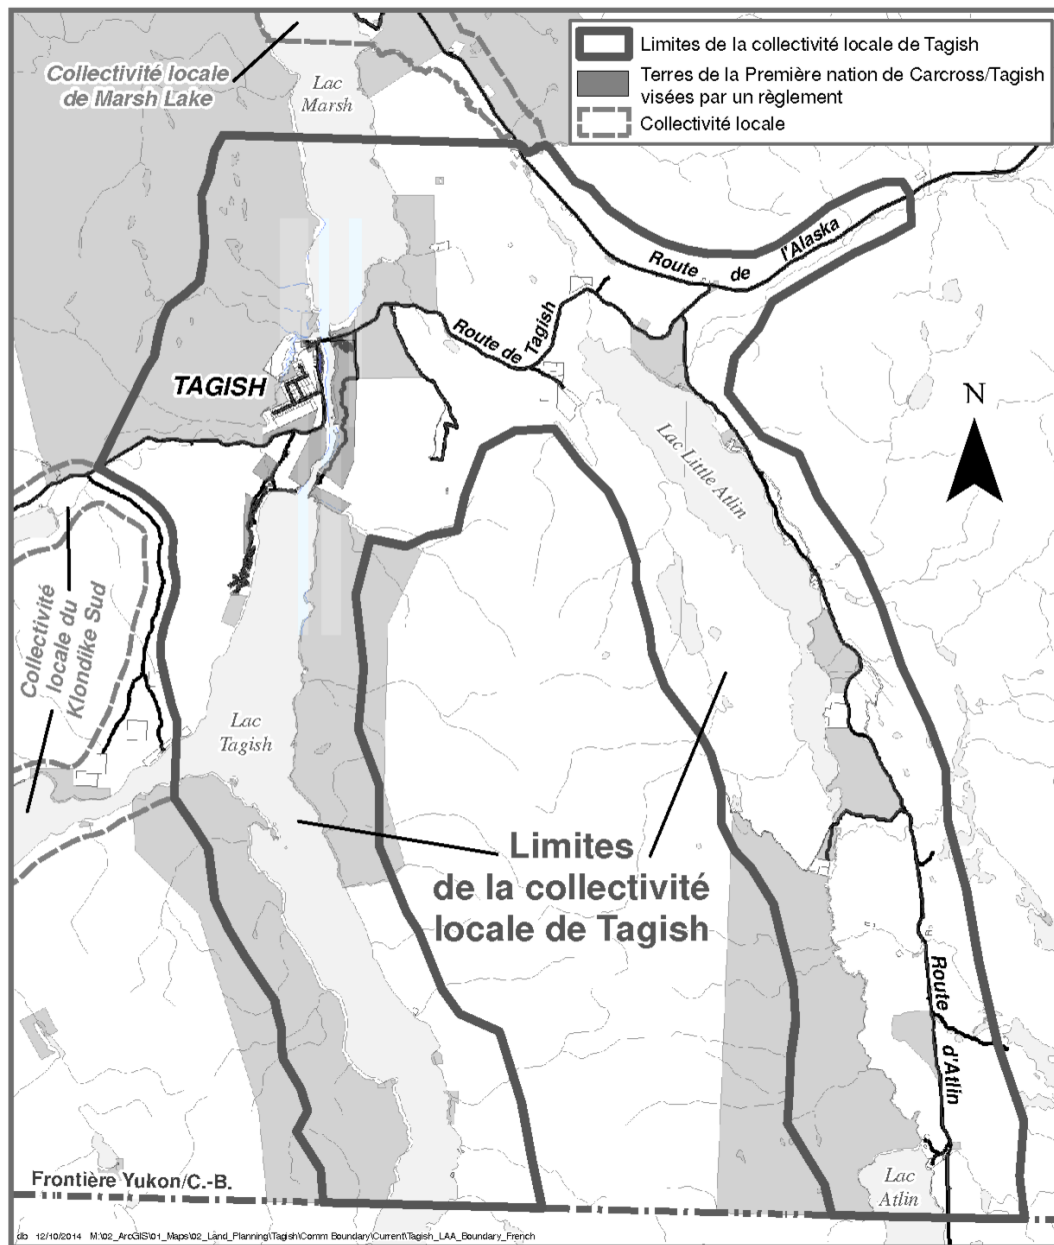 Collectivité locale
de Marsh Lake
Lac
Marsh
Limites de la collectivité locale de Tagish
Terres de la Première nation de Carcross/Tagish
visées par un règlement
Collectivité locale
Route de l'Alaska
Route de Tagish
TAGISH
N
Lac Little Atlin
Collectivité
locale du
Klondike Sud
Lac
Tagish
Limites
de la collectivité
locale de Tagish
Route d'Atlin
Frontière Yukon/C.-B.
Lac
Atlin
db 12/10/2014 M:\02_ArcGIS\01_Maps\02_Land_Planning\Tagish\Comm Boundary\Current\Tagish_LAA_Boundary_French